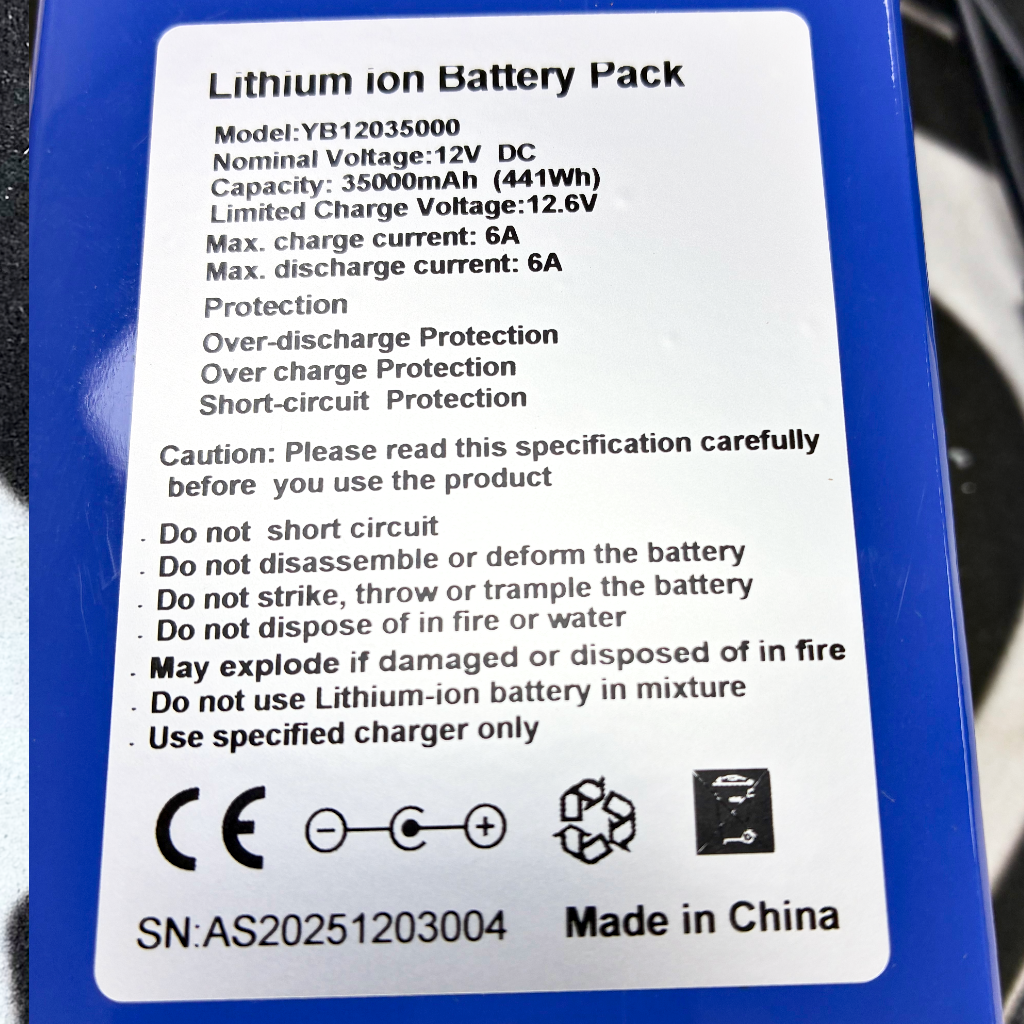 Lithium ion Battery Pack
Model:YB12035000
Nominal Voltage:12V DC
Capacity: 35000mAh (441Wh)
Limited Charge Voltage:12.6V
Max. charge current: 6A
Max. discharge current: 6A
Protection
Over-discharge Protection
Over charge Protection
Short-circuit Protection
Caution: Please read this specification carefully
before you use the product
. Do not short circuit
. Do not disassemble or deform the battery
. Do not strike, throw or trample the battery
. Do not dispose of in fire or water
. May explode if damaged or disposed of in fire
. Do not use Lithium-ion battery in mixture
. Use specified charger only
CE
SN:AS20251203004 Made in China